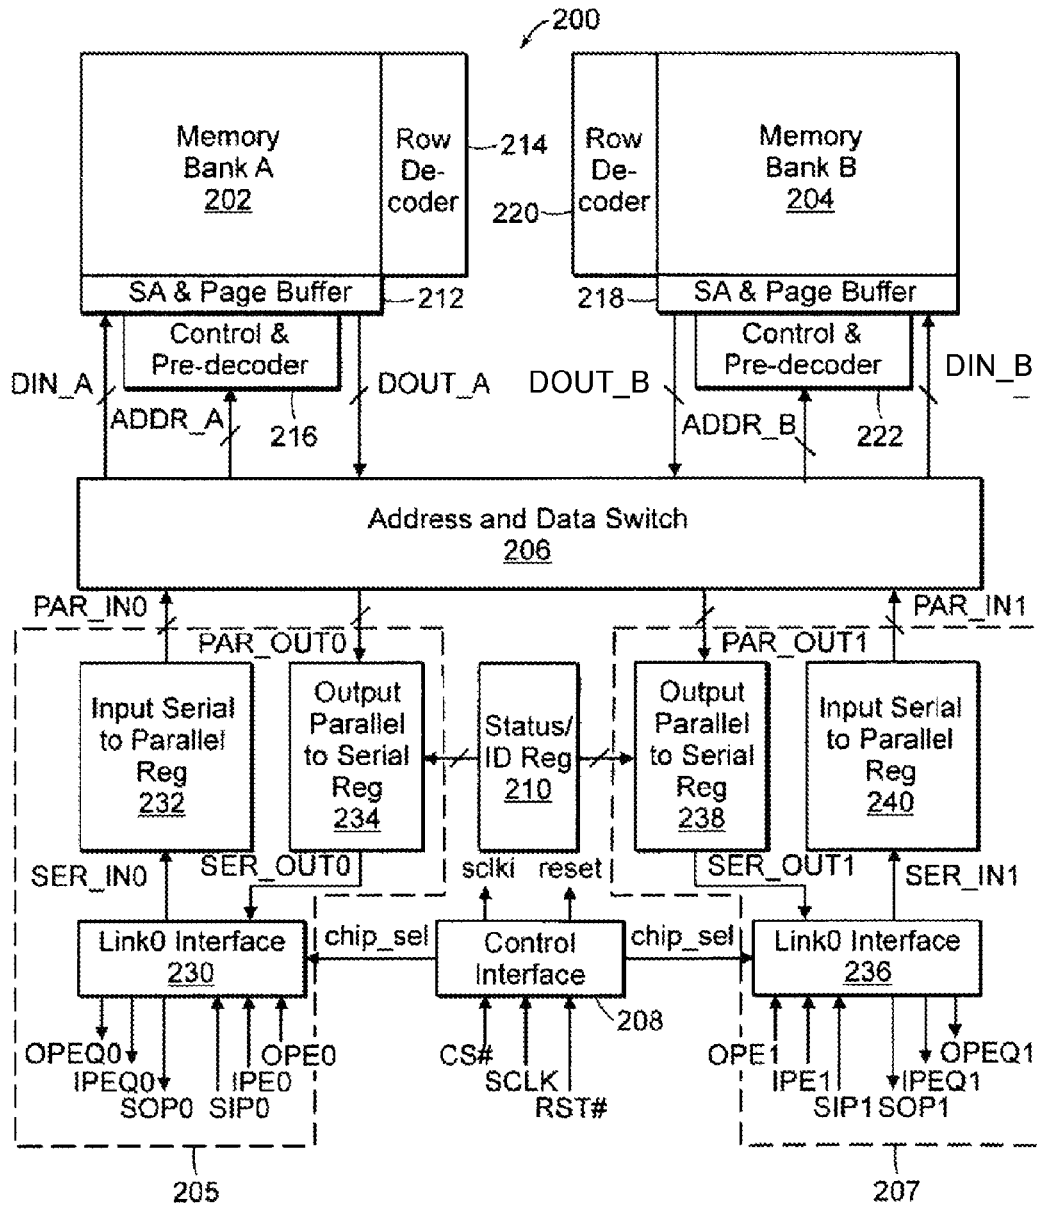 200
Memory
Bank A
202
Row
De-
coder
214
Row
De-
coder
220
Memory
Bank B
204
SA & Page Buffer
212
218
SA & Page Buffer
Control &
Pre-decoder
Control &
Pre-decoder
DIN_A
DOUT_A
DOUT_B
DIN_B
ADDR_A
216
ADDR_B
222
Address and Data Switch
206
PAR_IN0
PAR_IN1
PAR_OUT0
PAR_OUT1
Input Serial
to Parallel
Reg
232
Output
Parallel
to Serial
Reg
234
Status/
ID Reg
210
Output
Parallel
to Serial
Reg
238
Input Serial
to Parallel
Reg
240
SER_IN0
SER_OUT0
sclki
reset
SER_OUT1
SER_IN1
Link0 Interface
230
chip_sel
Control
Interface
chip_sel
Link0 Interface
236
208
OPEQ0
IPEQ0
SOP0
SIP0
IPE0
OPE0
CS#
SCLK
RST#
OPE1
IPE1
SIP1
SOP1
IPEQ1
OPEQ1
205
207